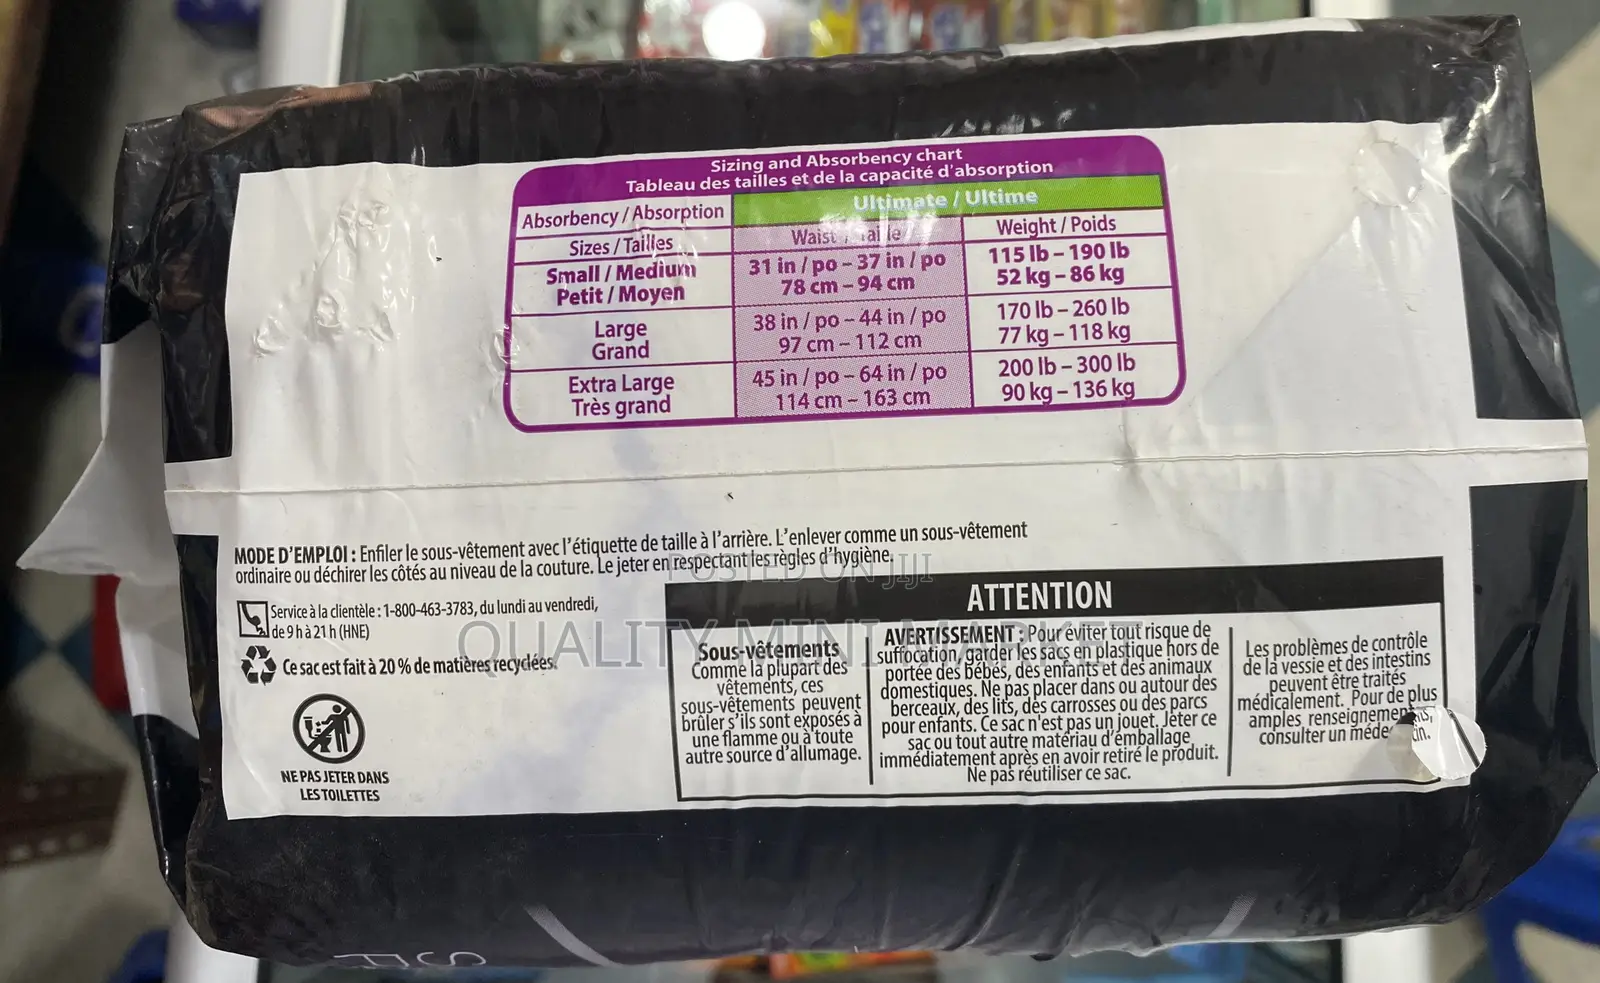 Sizing and Absorbency chart
Tableau des tailles et de la capacité d'absorption
Absorbency / Absorption
Ultimate / Ultime
Sizes / Tailles
Waist / Taille
Weight / Poids
Small / Medium
Petit / Moyen
31 in / po – 37 in / po
78 cm – 94 cm
115 lb – 190 lb
52 kg – 86 kg
Large
Grand
38 in / po – 44 in / po
97 cm – 112 cm
170 lb – 260 lb
77 kg – 118 kg
Extra Large
Très grand
45 in / po – 64 in / po
114 cm – 163 cm
200 lb – 300 lb
90 kg – 136 kg
MODE D'EMPLOI : Enfiler le sous-vêtement avec l'étiquette de taille à l'arrière. L'enlever comme un sous-vêtement
ordinaire ou déchirer les côtés au niveau de la couture. Le jeter en respectant les règles d'hygiène.
POSTED ON JIJI
QUALITY MINI MARKET
Service à la clientèle : 1-800-463-3783, du lundi au vendredi,
de 9 h à 21 h (HNE)
Ce sac est fait à 20 % de matières recyclées.
NE PAS JETER DANS
LES TOILETTES
ATTENTION
Sous-vêtements
Comme la plupart des
vêtements, ces
sous-vêtements peuvent
brûler s'ils sont exposés à
une flamme ou à toute
autre source d'allumage.
AVERTISSEMENT : Pour éviter tout risque de
suffocation, garder les sacs en plastique hors de
portée des bébés, des enfants et des animaux
domestiques. Ne pas placer dans ou autour des
berceaux, des lits, des carrosses ou des parcs
pour enfants. Ce sac n'est pas un jouet. Jeter ce
sac ou tout autre matériau d'emballage
immédiatement après en avoir retiré le produit.
Ne pas réutiliser ce sac.
Les problèmes de contrôle
de la vessie et des intestins
peuvent être traités
médicalement. Pour de plus
amples renseignements,
consulter un médecin.